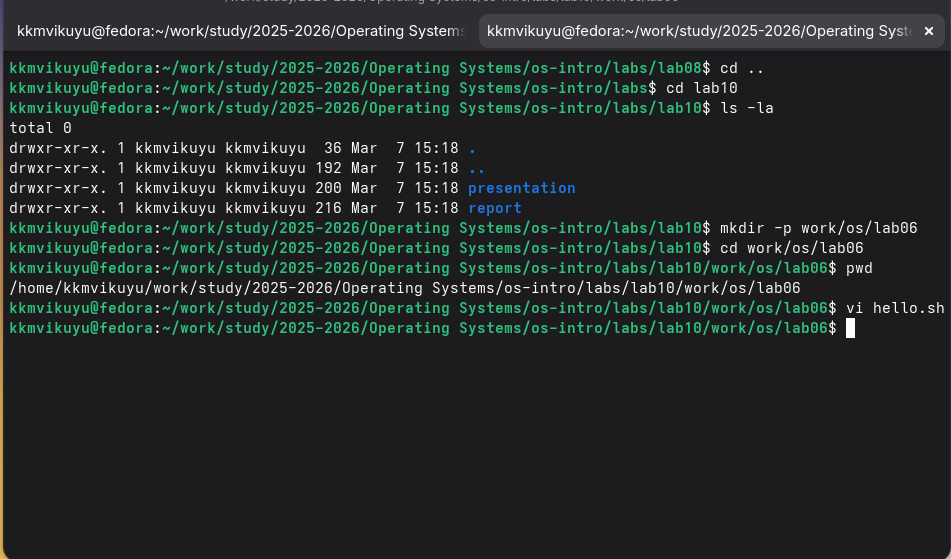 kkmvikuyu@fedora:~/work/study/2025-2026/Operating Systems
kkmvikuyu@fedora:~/work/study/2025-2026/Operating Syst
kkmvikuyu@fedora:~/work/study/2025-2026/Operating Systems/os-intro/labs/lab08$ cd ..
kkmvikuyu@fedora:~/work/study/2025-2026/Operating Systems/os-intro/labs$ cd lab10
kkmvikuyu@fedora:~/work/study/2025-2026/Operating Systems/os-intro/labs/lab10$ ls -la
total 0
drwxr-xr-x. 1 kkmvikuyu kkmvikuyu  36 Mar  7 15:18 .
drwxr-xr-x. 1 kkmvikuyu kkmvikuyu 192 Mar  7 15:18 ..
drwxr-xr-x. 1 kkmvikuyu kkmvikuyu 200 Mar  7 15:18 presentation
drwxr-xr-x. 1 kkmvikuyu kkmvikuyu 216 Mar  7 15:18 report
kkmvikuyu@fedora:~/work/study/2025-2026/Operating Systems/os-intro/labs/lab10$ mkdir -p work/os/lab06
kkmvikuyu@fedora:~/work/study/2025-2026/Operating Systems/os-intro/labs/lab10$ cd work/os/lab06
kkmvikuyu@fedora:~/work/study/2025-2026/Operating Systems/os-intro/labs/lab10/work/os/lab06$ pwd
/home/kkmvikuyu/work/study/2025-2026/Operating Systems/os-intro/labs/lab10/work/os/lab06
kkmvikuyu@fedora:~/work/study/2025-2026/Operating Systems/os-intro/labs/lab10/work/os/lab06$ vi hello.sh
kkmvikuyu@fedora:~/work/study/2025-2026/Operating Systems/os-intro/labs/lab10/work/os/lab06$